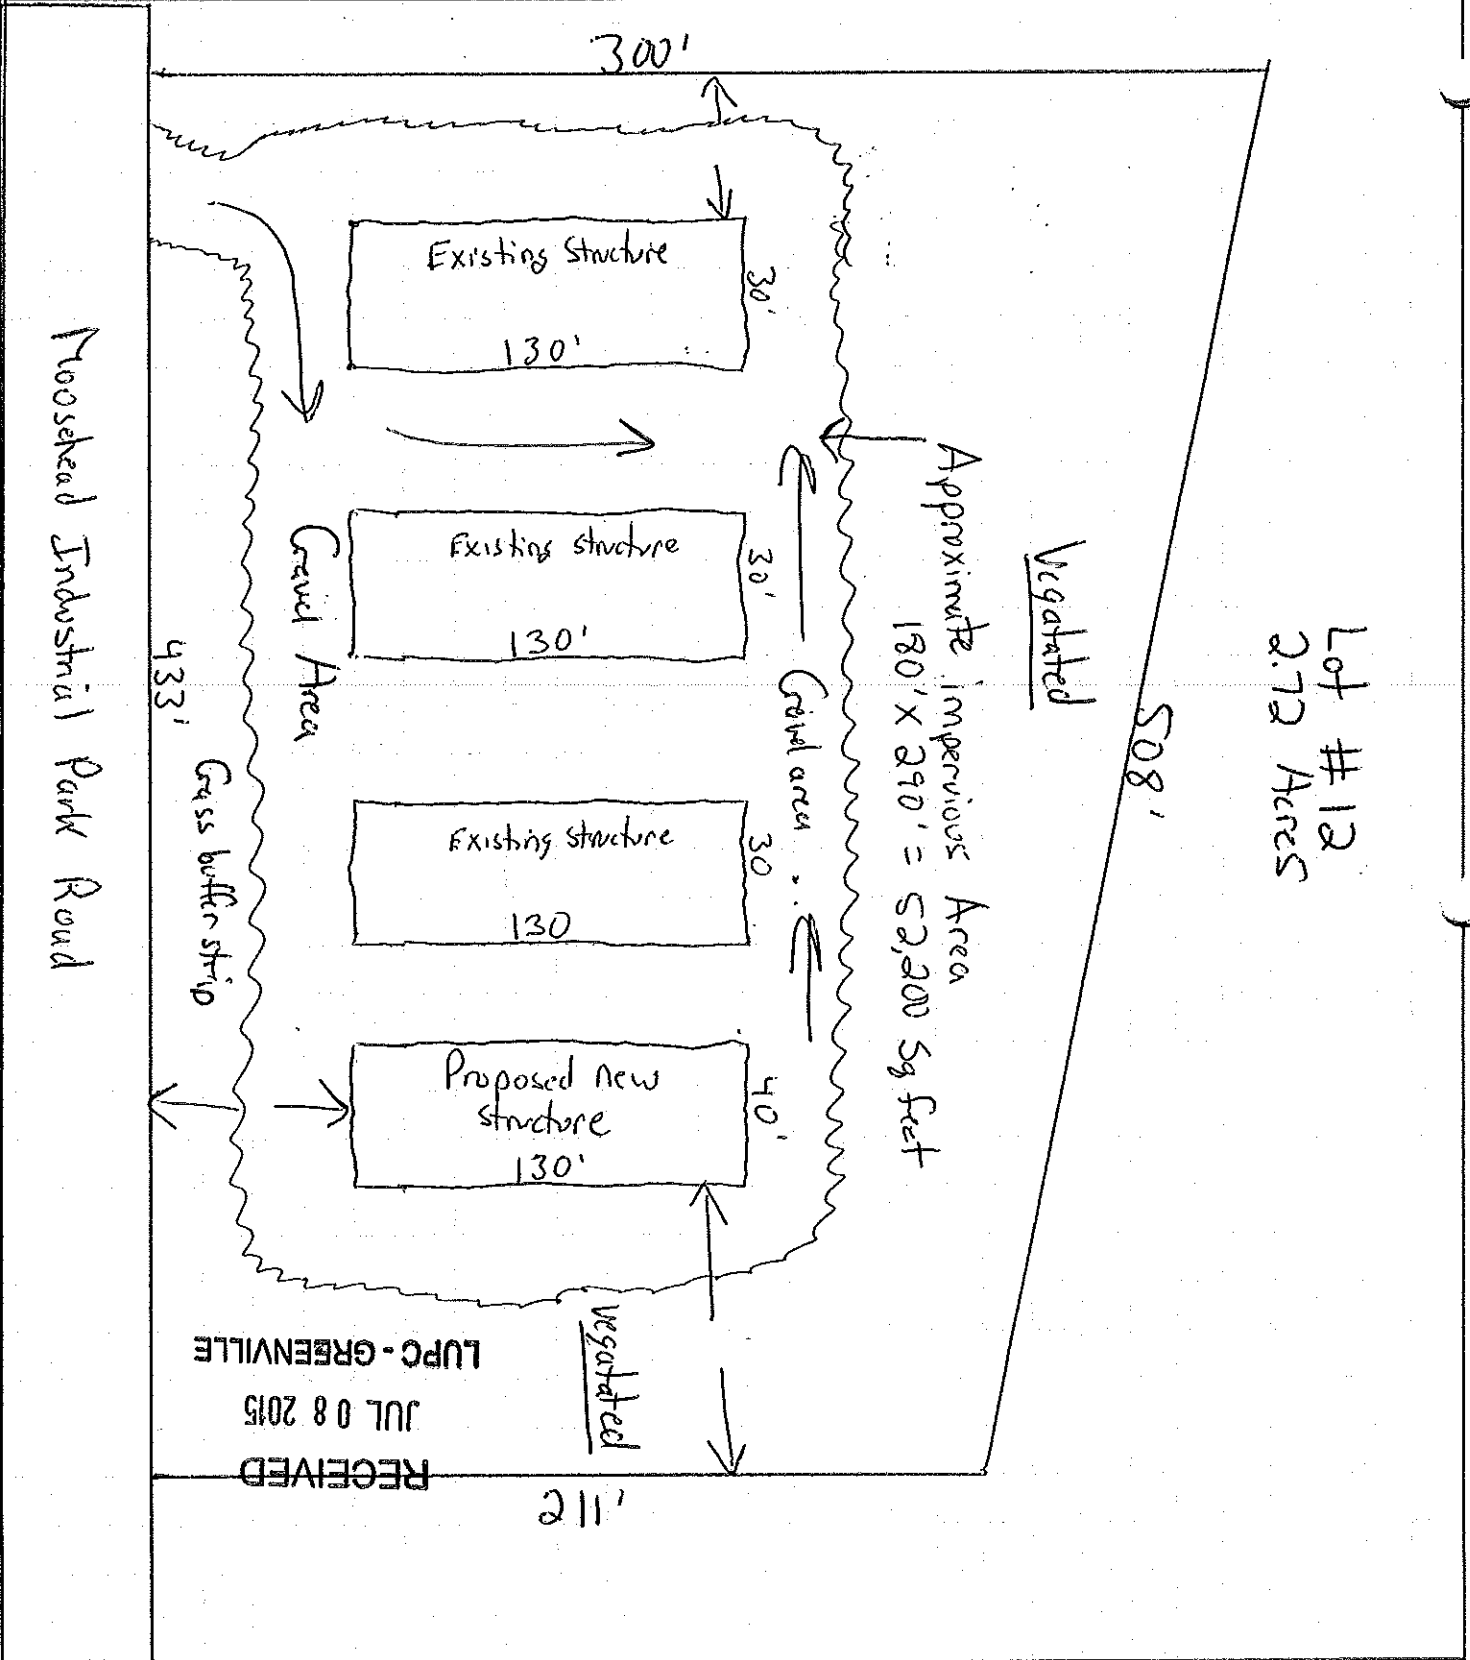 Lot #12
2.72 Acres
508'
300'
Vegatated
Approximate impervious Area
180' x 290' = 52,200 Sq feet
Existing Structure
30'
130'
Existing structure
30'
130'
Gravel area
Existing structure
30
130
Proposed new
structure
40'
130'
Gravel Area
Grass buffer strip
433'
vegatated
211'
Moosehead Industrial Park Road
RECEIVED
JUL 08 2015
LUPC - GREENVILLE